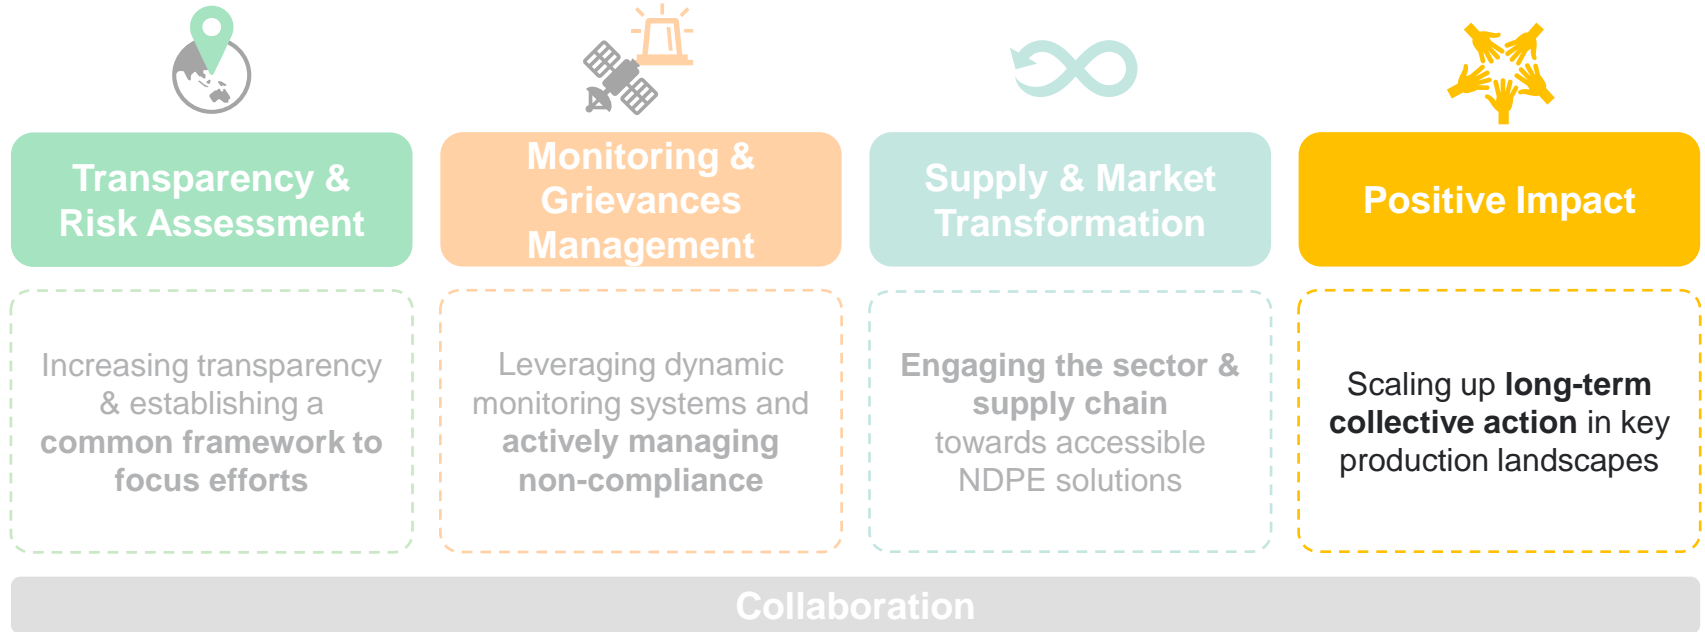 Transparency &
Risk Assessment
Monitoring &
Grievances
Management
Supply & Market
Transformation
Positive Impact
Increasing transparency
& establishing a
common framework to
focus efforts
Leveraging dynamic
monitoring systems and
actively managing
non-compliance
Engaging the sector &
supply chain
towards accessible
NDPE solutions
Scaling up long-term
collective action in key
production landscapes
Collaboration